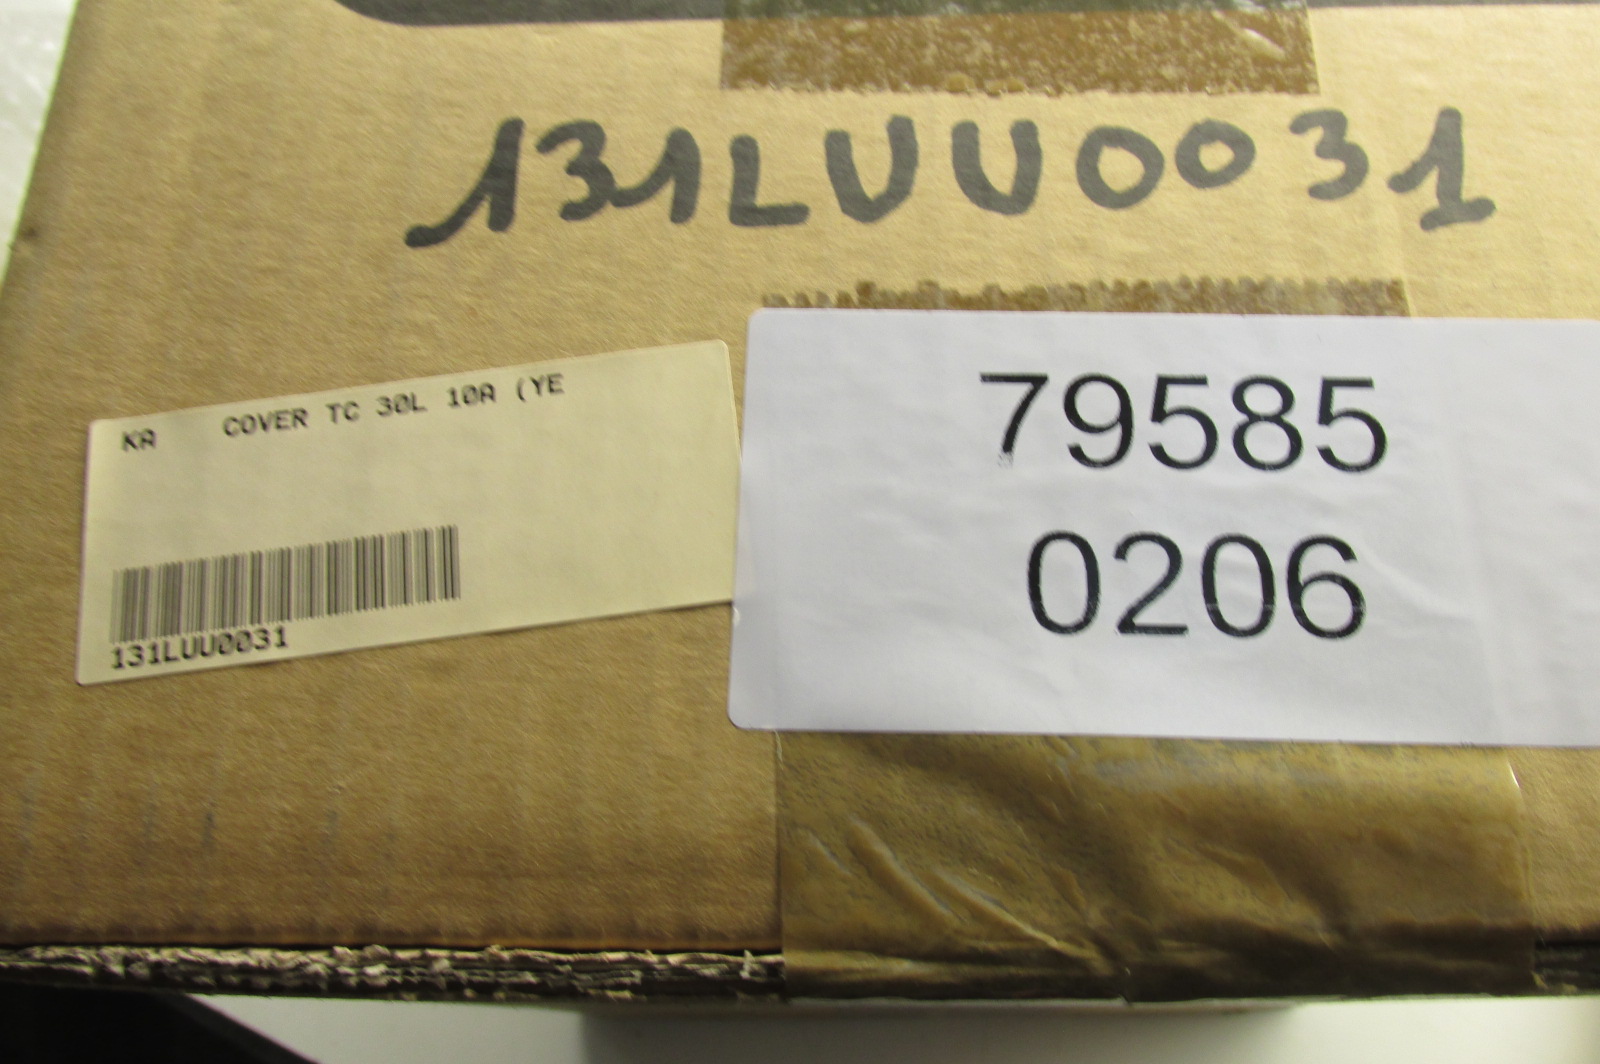 131LUU0031
KA COVER TC 30L 10A (YE
131LUU0031
79585
0206